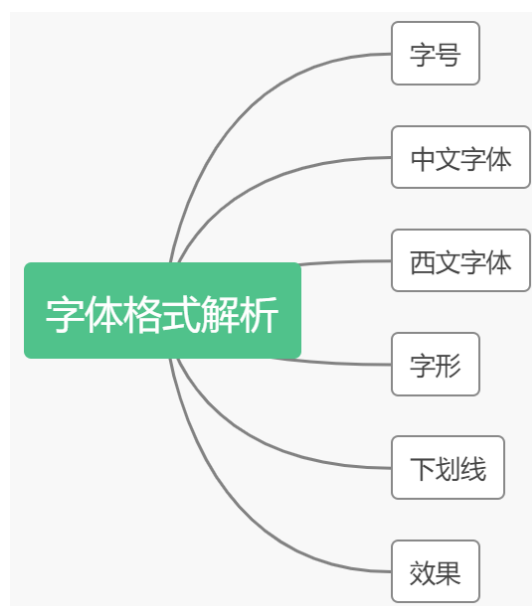 字体格式解析
字号
中文字体
西文字体
字形
下划线
效果